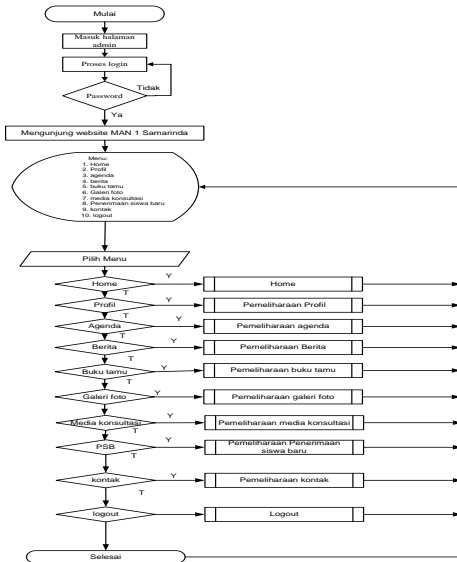 Mulai
Masuk halaman
admin
Proses login
Tidak
Password
Ya
Mengunjung website MAN 1 Samarinda
Menu:
1. Home
2. Profil
3. agenda
4. berita
5. buku tamu
6. Galeri foto
7. media konsultasi
8. Penerimaan siswa baru
9. kontak
10. logout
Pilih Menu
Home Y Home
T
Profil Y Pemeliharaan Profil
T
Agenda Y Pemeliharaan agenda
T
Berita Y Pemeliharaan Berita
T
Buku tamu Y Pemeliharaan buku tamu
T
Galeri foto Y Pemeliharaan galeri foto
T
Media konsultasi Y Pemeliharaan media konsultasi
T
PSB Y Pemeliharaan Penerimaan
siswa baru
T
kontak Y Pemeliharaan kontak
T
logout Y Logout
Selesai